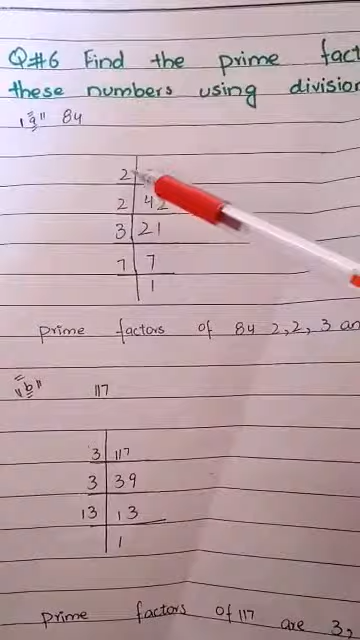 Q#6 Find the prime fact
these numbers using division
"a" 84
2
2 42
3 21
7 7
1
prime factors of 84 2,2, 3 an
"b" 117
3 117
3 39
13 13
1
prime factors of 117 are 3,